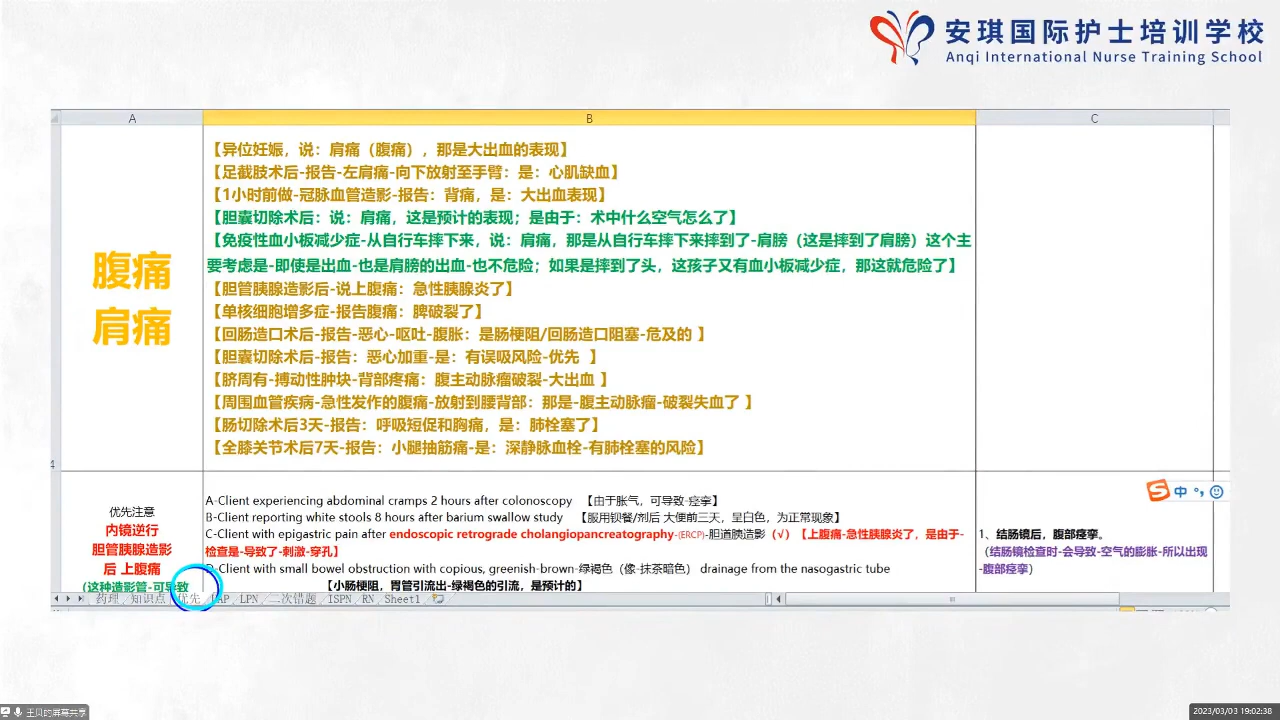 安琪国际护士培训学校
Anqi International Nurse Training School
A
B
C
腹痛
肩痛
【异位妊娠，说：肩痛（腹痛），那是大出血的表现】
【足截肢术后-报告-左肩痛-向下放射至手臂：是：心肌缺血】
【1小时前做-冠脉血管造影-报告：背痛，是：大出血表现】
【胆囊切除术后：说：肩痛，这是预计的表现；是由于：术中什么空气怎么了】
【免疫性血小板减少症-从自行车摔下来，说：肩痛，那是从自行车摔下来摔到了-肩膀（这是摔到了肩膀）这个主
要考虑是-即使是出血-也是肩膀的出血-也不危险；如果是摔到了头，这孩子又有血小板减少症，那这就危险了】
【胆管胰腺造影后-说上腹痛：急性胰腺炎了】
【单核细胞增多症-报告腹痛：脾破裂了】
【回肠造口术后-报告-恶心-呕吐-腹胀：是肠梗阻/回肠造口阻塞-危及的 】
【胆囊切除术后-报告：恶心加重-是：有误吸风险-优先 】
【脐周有-搏动性肿块-背部疼痛：腹主动脉瘤破裂-大出血 】
【周围血管疾病-急性发作的腹痛-放射到腰背部：那是-腹主动脉瘤-破裂失血了 】
【肠切除术后3天-报告：呼吸短促和胸痛，是：肺栓塞了】
【全膝关节术后7天-报告：小腿抽筋痛-是：深静脉血栓-有肺栓塞的风险】
4
优先注意
内镜逆行
胆管胰腺造影
后 上腹痛
（这种造影管-可导致
A-Client experiencing abdominal cramps 2 hours after colonoscopy 【由于胀气，可导致-痉挛】
B-Client reporting white stools 8 hours after barium swallow study 【服用钡餐/剂后 大便前三天，呈白色，为正常现象】
C-Client with epigastric pain after endoscopic retrograde cholangiopancreatography-(ERCP)-胆道胰造影（√）【上腹痛-急性胰腺炎了，是由于-
检查是-导致了-刺激-穿孔】
D-Client with small bowel obstruction with copious, greenish-brown-绿褐色（像-抹茶暗色） drainage from the nasogastric tube
【小肠梗阻，胃管引流出-绿褐色的引流，是预计的】
1、结肠镜后，腹部痉挛。
（结肠镜检查时-会导致-空气的膨胀-所以出现
-腹部痉挛）
中
药理 知识点 优先 AP LPN 二次错题 ISPN RN Sheet1
王贝的屏幕共享
2023/03/03 19:02:38